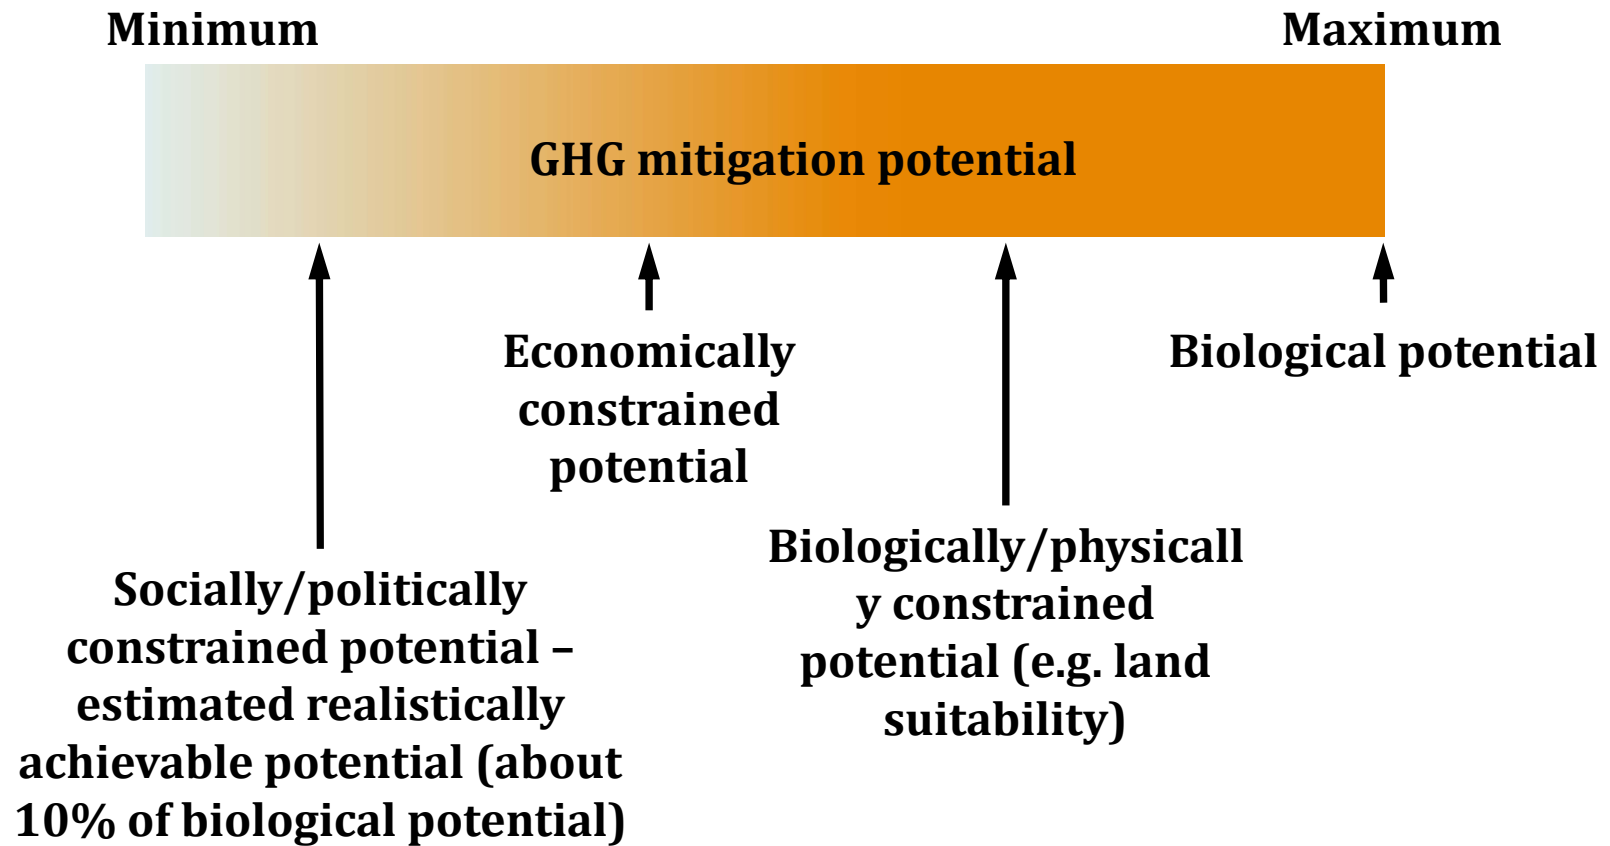 Minimum
Maximum
GHG mitigation potential
Economically
constrained
potential
Biological potential
Socially/politically
constrained potential –
estimated realistically
achievable potential (about
10% of biological potential)
Biologically/physicall
y constrained
potential (e.g. land
suitability)